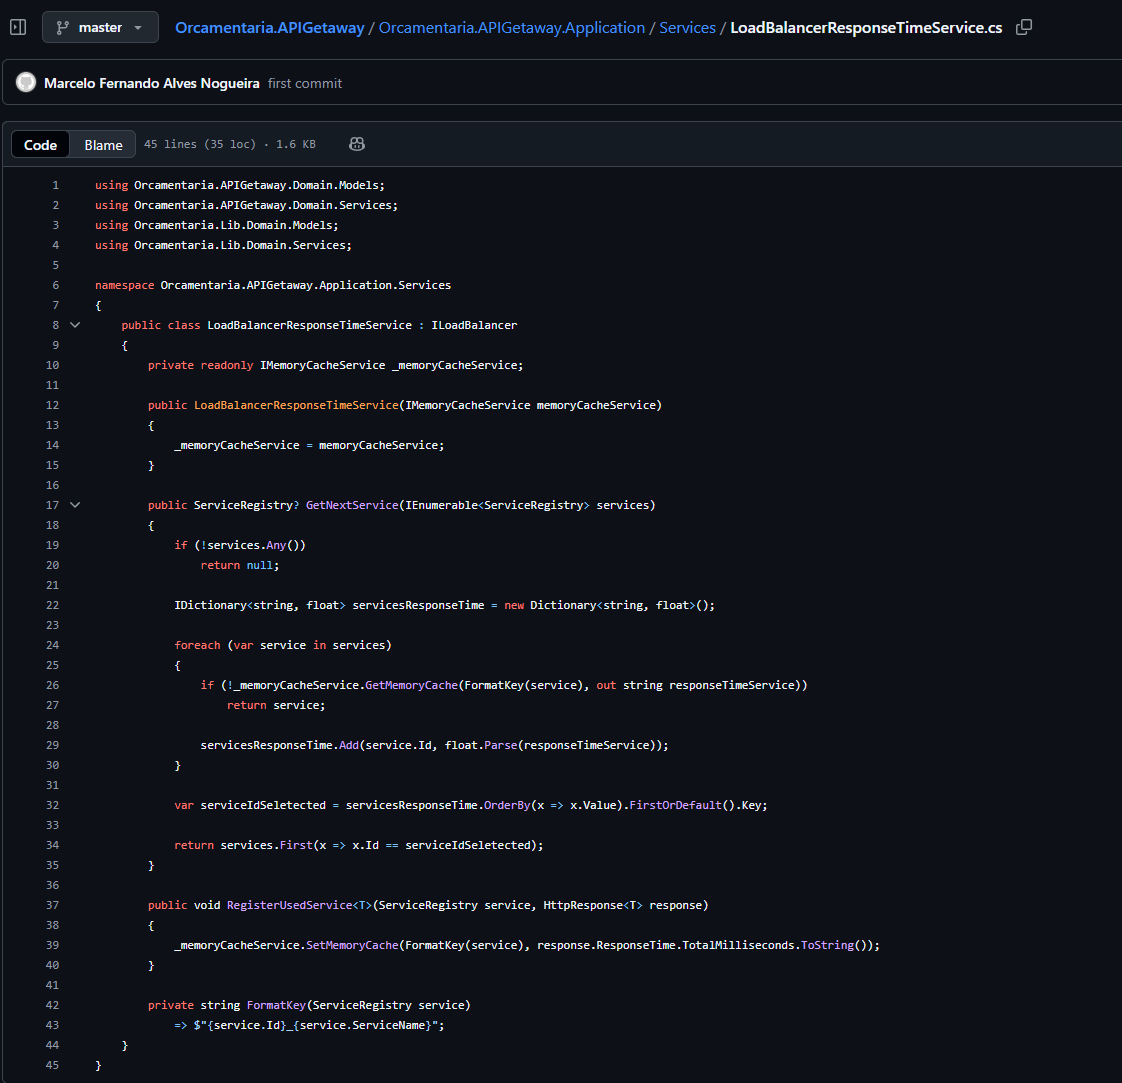 master
Orcamentaria.APIGetaway / Orcamentaria.APIGetaway.Application / Services / LoadBalancerResponseTimeService.cs
Marcelo Fernando Alves Nogueira first commit
Code Blame 45 lines (35 loc) · 1.6 KB
1 using Orcamentaria.APIGetaway.Domain.Models;
2 using Orcamentaria.APIGetaway.Domain.Services;
3 using Orcamentaria.Lib.Domain.Models;
4 using Orcamentaria.Lib.Domain.Services;
5
6 namespace Orcamentaria.APIGetaway.Application.Services
7 {
8     public class LoadBalancerResponseTimeService : ILoadBalancer
9     {
10         private readonly IMemoryCacheService _memoryCacheService;
11
12         public LoadBalancerResponseTimeService(IMemoryCacheService memoryCacheService)
13         {
14             _memoryCacheService = memoryCacheService;
15         }
16
17         public ServiceRegistry? GetNextService(IEnumerable<ServiceRegistry> services)
18         {
19             if (!services.Any())
20                 return null;
21
22             IDictionary<string, float> servicesResponseTime = new Dictionary<string, float>();
23
24             foreach (var service in services)
25             {
26                 if (!_memoryCacheService.GetMemoryCache(FormatKey(service), out string responseTimeService))
27                     return service;
28
29                 servicesResponseTime.Add(service.Id, float.Parse(responseTimeService));
30             }
31
32             var serviceIdSeletected = servicesResponseTime.OrderBy(x => x.Value).FirstOrDefault().Key;
33
34             return services.First(x => x.Id == serviceIdSeletected);
35         }
36
37         public void RegisterUsedService<T>(ServiceRegistry service, HttpResponse<T> response)
38         {
39             _memoryCacheService.SetMemoryCache(FormatKey(service), response.ResponseTime.TotalMilliseconds.ToString());
40         }
41
42         private string FormatKey(ServiceRegistry service)
43             => $"{service.Id}_{service.ServiceName}";
44     }
45 }